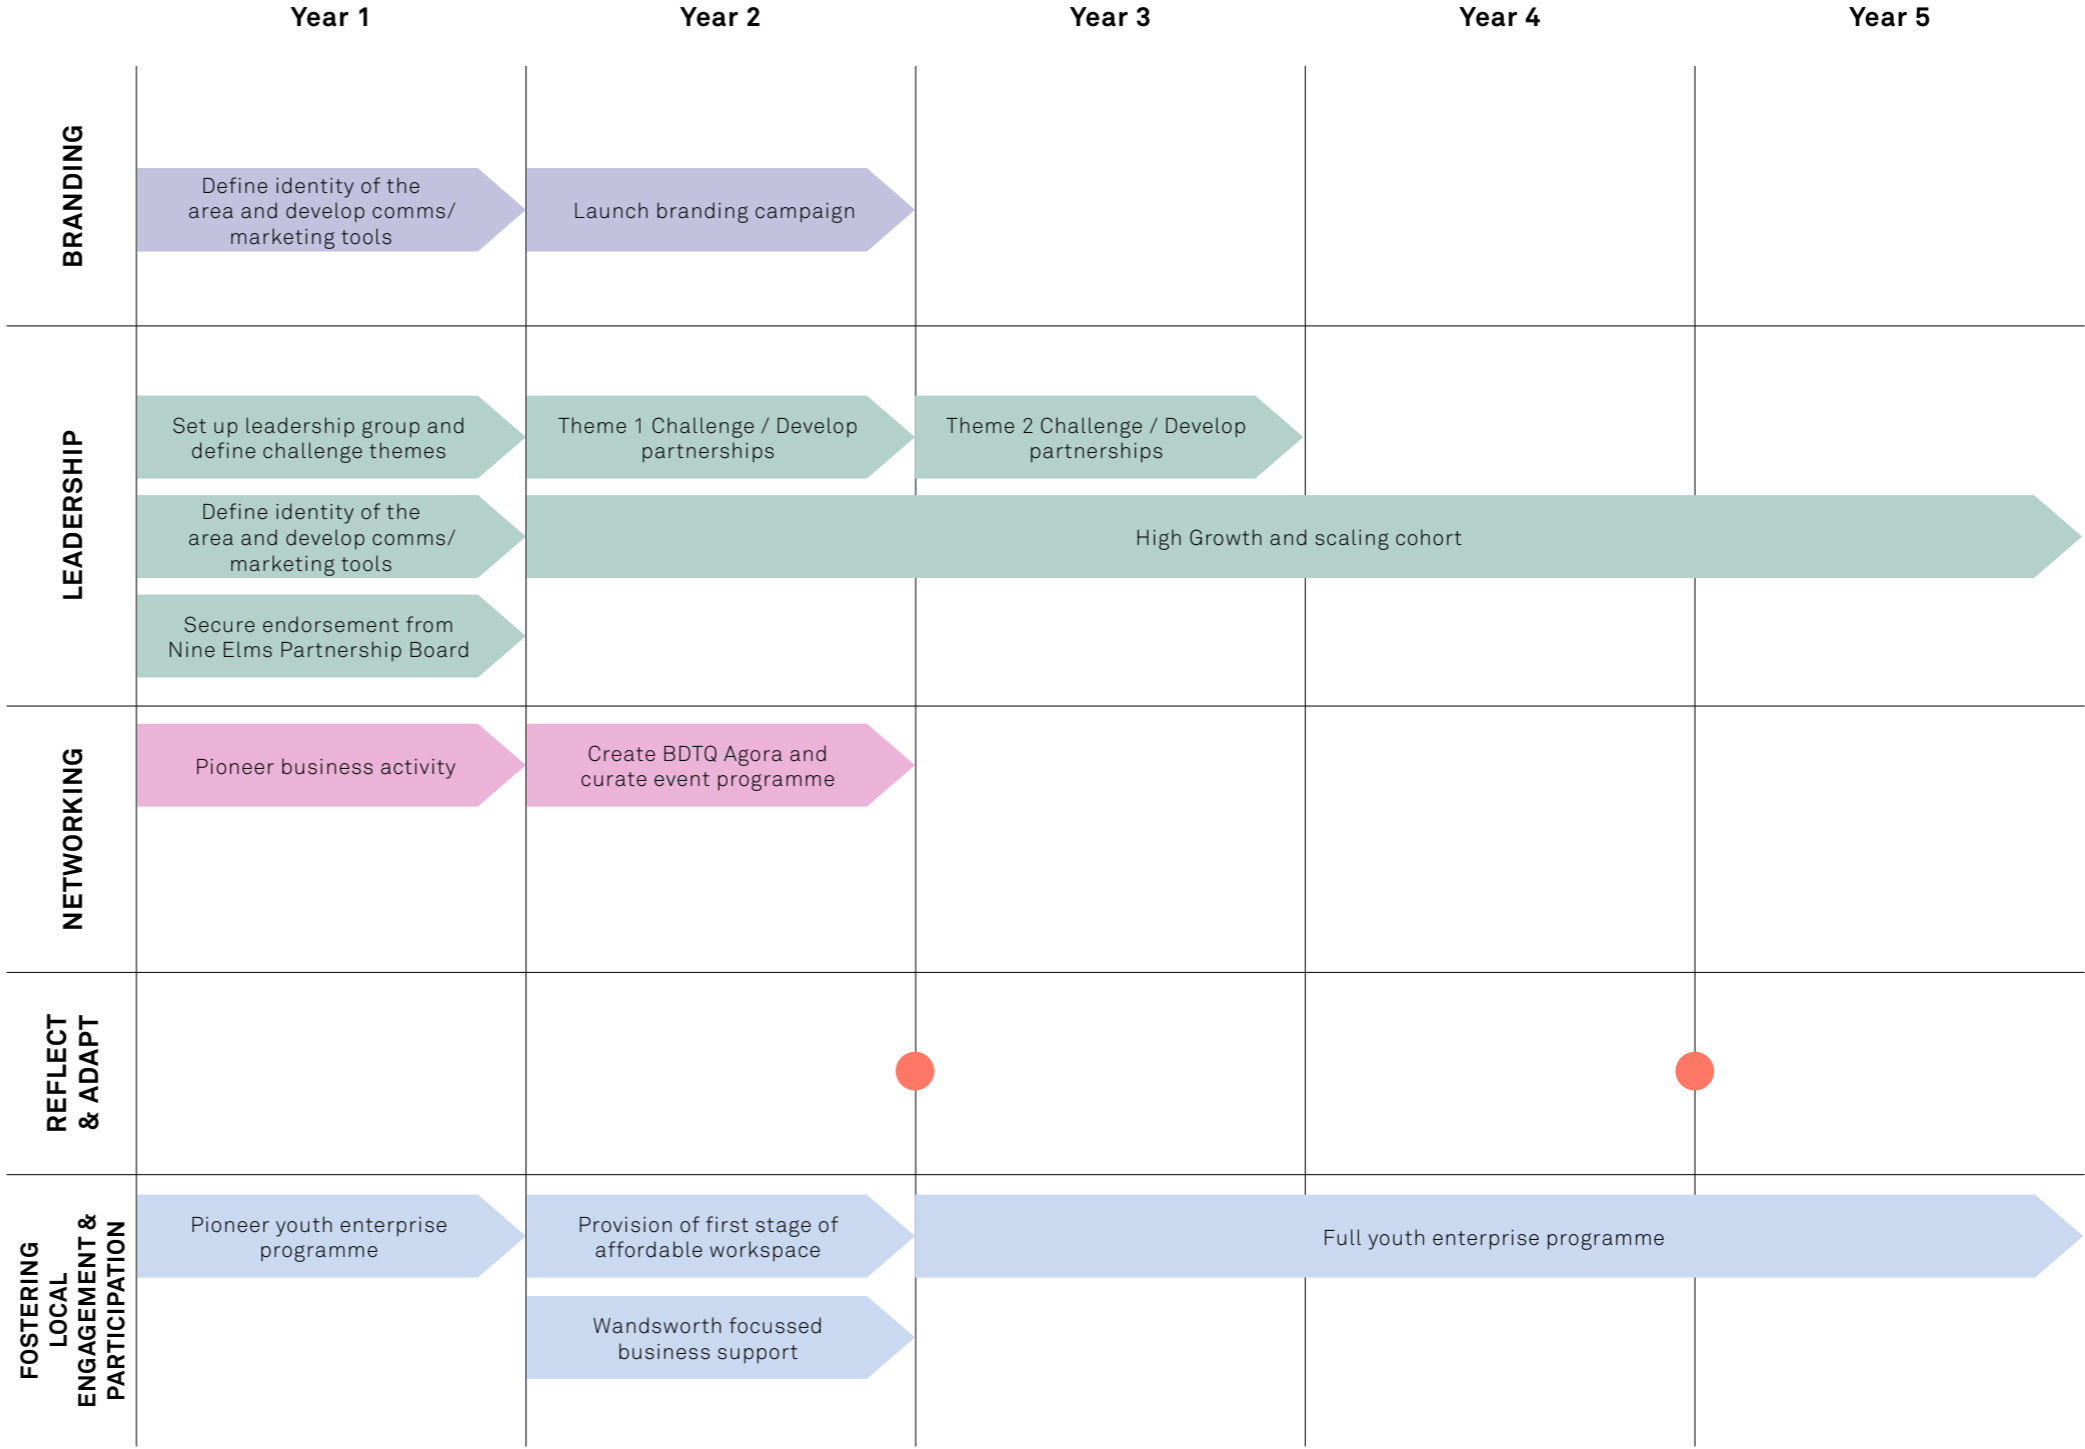 Year 1
Year 2
Year 3
Year 4
Year 5
BRANDING
Define identity of the
area and develop comms/
marketing tools
Launch branding campaign
LEADERSHIP
Set up leadership group and
define challenge themes
Theme 1 Challenge / Develop
partnerships
Theme 2 Challenge / Develop
partnerships
Define identity of the
area and develop comms/
marketing tools
High Growth and scaling cohort
Secure endorsement from
Nine Elms Partnership Board
NETWORKING
Pioneer business activity
Create BDTQ Agora and
curate event programme
REFLECT
& ADAPT
FOSTERING
LOCAL
ENGAGEMENT &
PARTICIPATION
Pioneer youth enterprise
programme
Provision of first stage of
affordable workspace
Full youth enterprise programme
Wandsworth focussed
business support